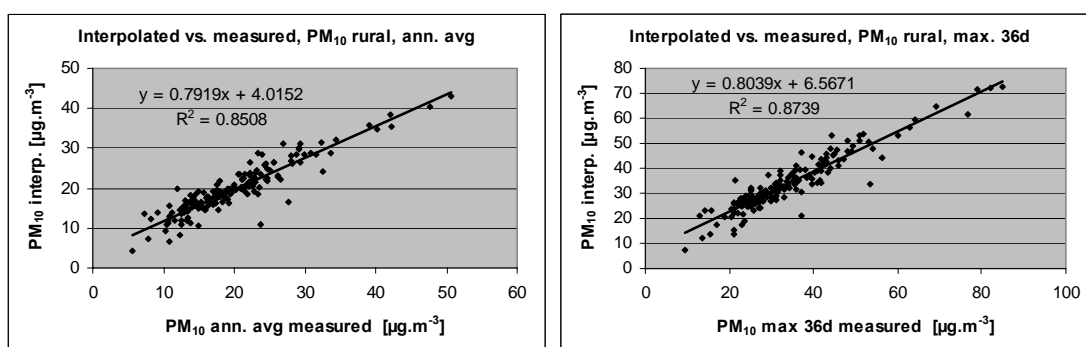 Interpolated vs. measured, PM₁₀ rural, ann. avg
y = 0.7919x + 4.0152
R² = 0.8508
PM₁₀ interp. [µg.m⁻³]
50
40
30
20
10
0
0 10 20 30 40 50 60
PM₁₀ ann. avg measured [µg.m⁻³]
Interpolated vs. measured, PM₁₀ rural, max. 36d
y = 0.8039x + 6.5671
R² = 0.8739
PM₁₀ interp. [µg.m⁻³]
80
70
60
50
40
30
20
10
0
0 20 40 60 80 100
PM₁₀ max 36d measured [µg.m⁻³]